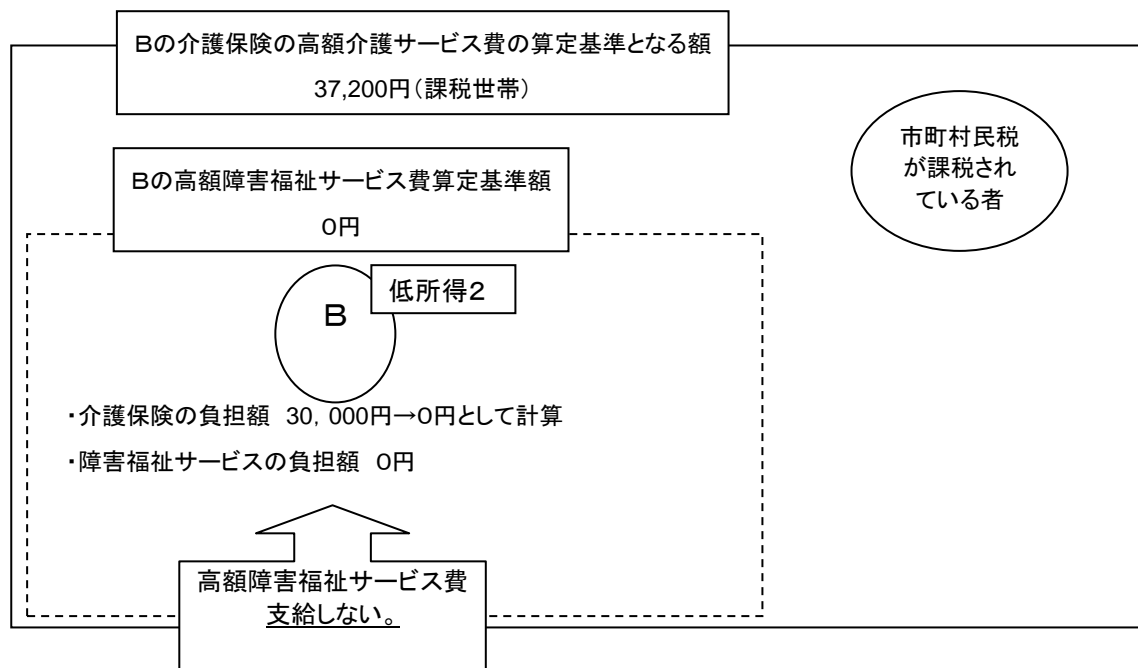 Bの介護保険の高額介護サービス費の算定基準となる額
37,200円(課税世帯)
市町村民税
が課税され
ている者
Bの高額障害福祉サービス費算定基準額
0円
低所得2
B
・介護保険の負担額 30,000円→0円として計算
・障害福祉サービスの負担額 0円
高額障害福祉サービス費
支給しない。